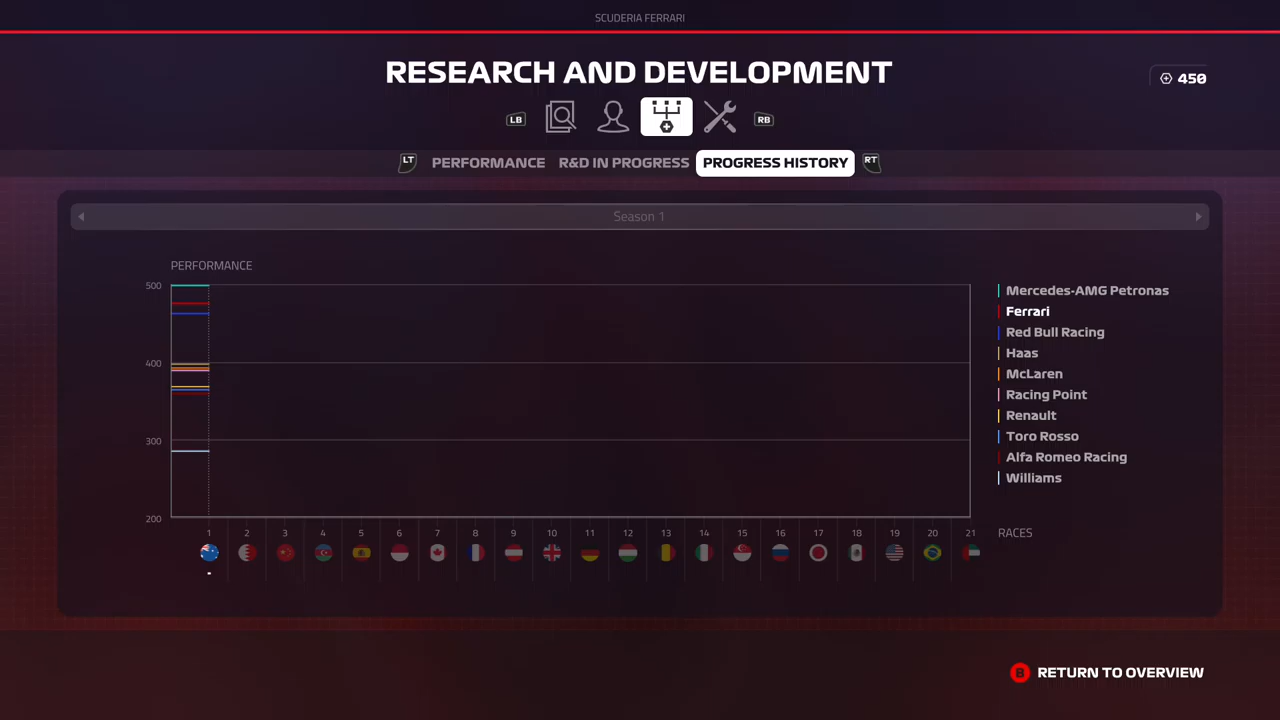 SCUDERIA FERRARI
RESEARCH AND DEVELOPMENT
450
LB
RB
LT PERFORMANCE R&D IN PROGRESS PROGRESS HISTORY RT
Season 1
PERFORMANCE
500
400
300
200
Mercedes-AMG Petronas
Ferrari
Red Bull Racing
Haas
McLaren
Racing Point
Renault
Toro Rosso
Alfa Romeo Racing
Williams
1 2 3 4 5 6 7 8 9 10 11 12 13 14 15 16 17 18 19 20 21 RACES
B RETURN TO OVERVIEW